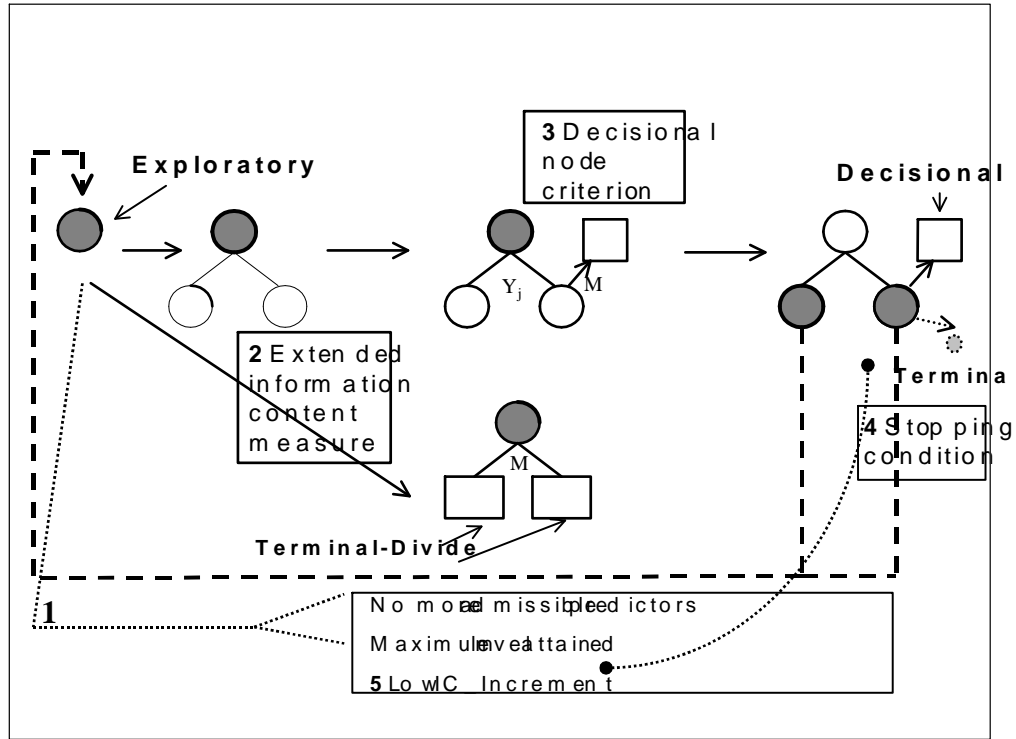 3 Decisional
node
criterion
Exploratory
Decisional
Y_j
M
2 Extended
information
content
measure
Termina
4 Stopping
condition
M
Terminal-Divide
1
No more admissible predictors
Maximum level attained
5 Low IC_Increment